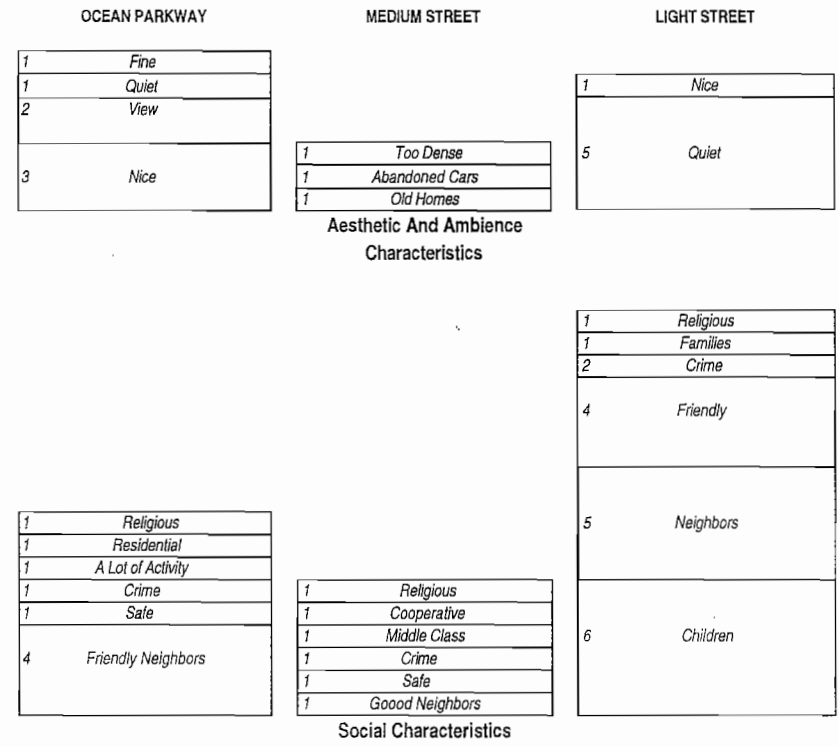 OCEAN PARKWAY MEDIUM STREET LIGHT STREET
1 Fine
1 Quiet
2 View
3 Nice
1 Too Dense
1 Abandoned Cars
1 Old Homes
1 Nice
5 Quiet
Aesthetic And Ambience
Characteristics
1 Religious
1 Residential
1 A Lot of Activity
1 Crime
1 Safe
4 Friendly Neighbors
1 Religious
1 Cooperative
1 Middle Class
1 Crime
1 Safe
1 Goood Neighbors
1 Religious
1 Families
2 Crime
4 Friendly
5 Neighbors
6 Children
Social Characteristics